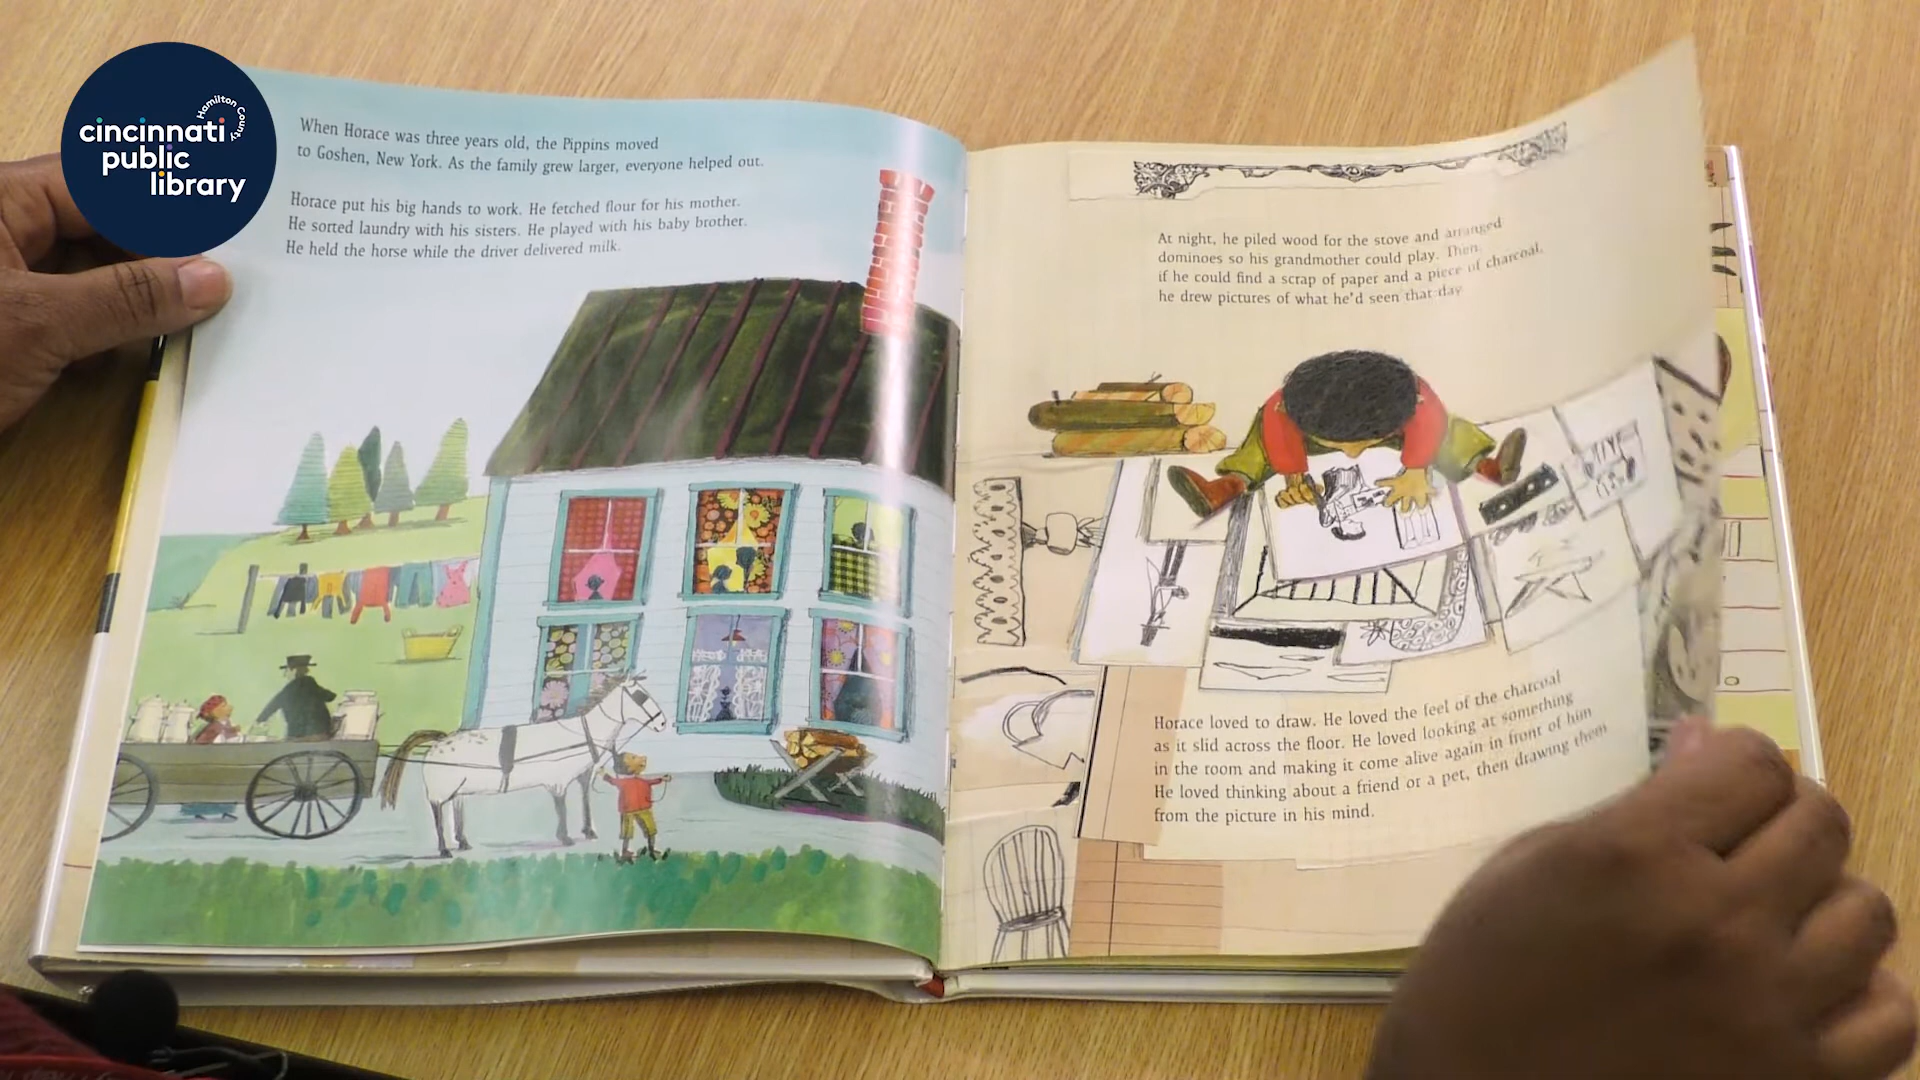 Hamilton County
cincinnati
public
library
When Horace was three years old, the Pippins moved
to Goshen, New York. As the family grew larger, everyone helped out.
Horace put his big hands to work. He fetched flour for his mother.
He sorted laundry with his sisters. He played with his baby brother.
He held the horse while the driver delivered milk.
At night, he piled wood for the stove and arranged
dominoes so his grandmother could play. Then,
if he could find a scrap of paper and a piece of charcoal,
he drew pictures of what he'd seen that day.
Horace loved to draw. He loved the feel of the charcoal
as it slid across the floor. He loved looking at something
in the room and making it come alive again in front of him
He loved thinking about a friend or a pet, then drawing them
from the picture in his mind.